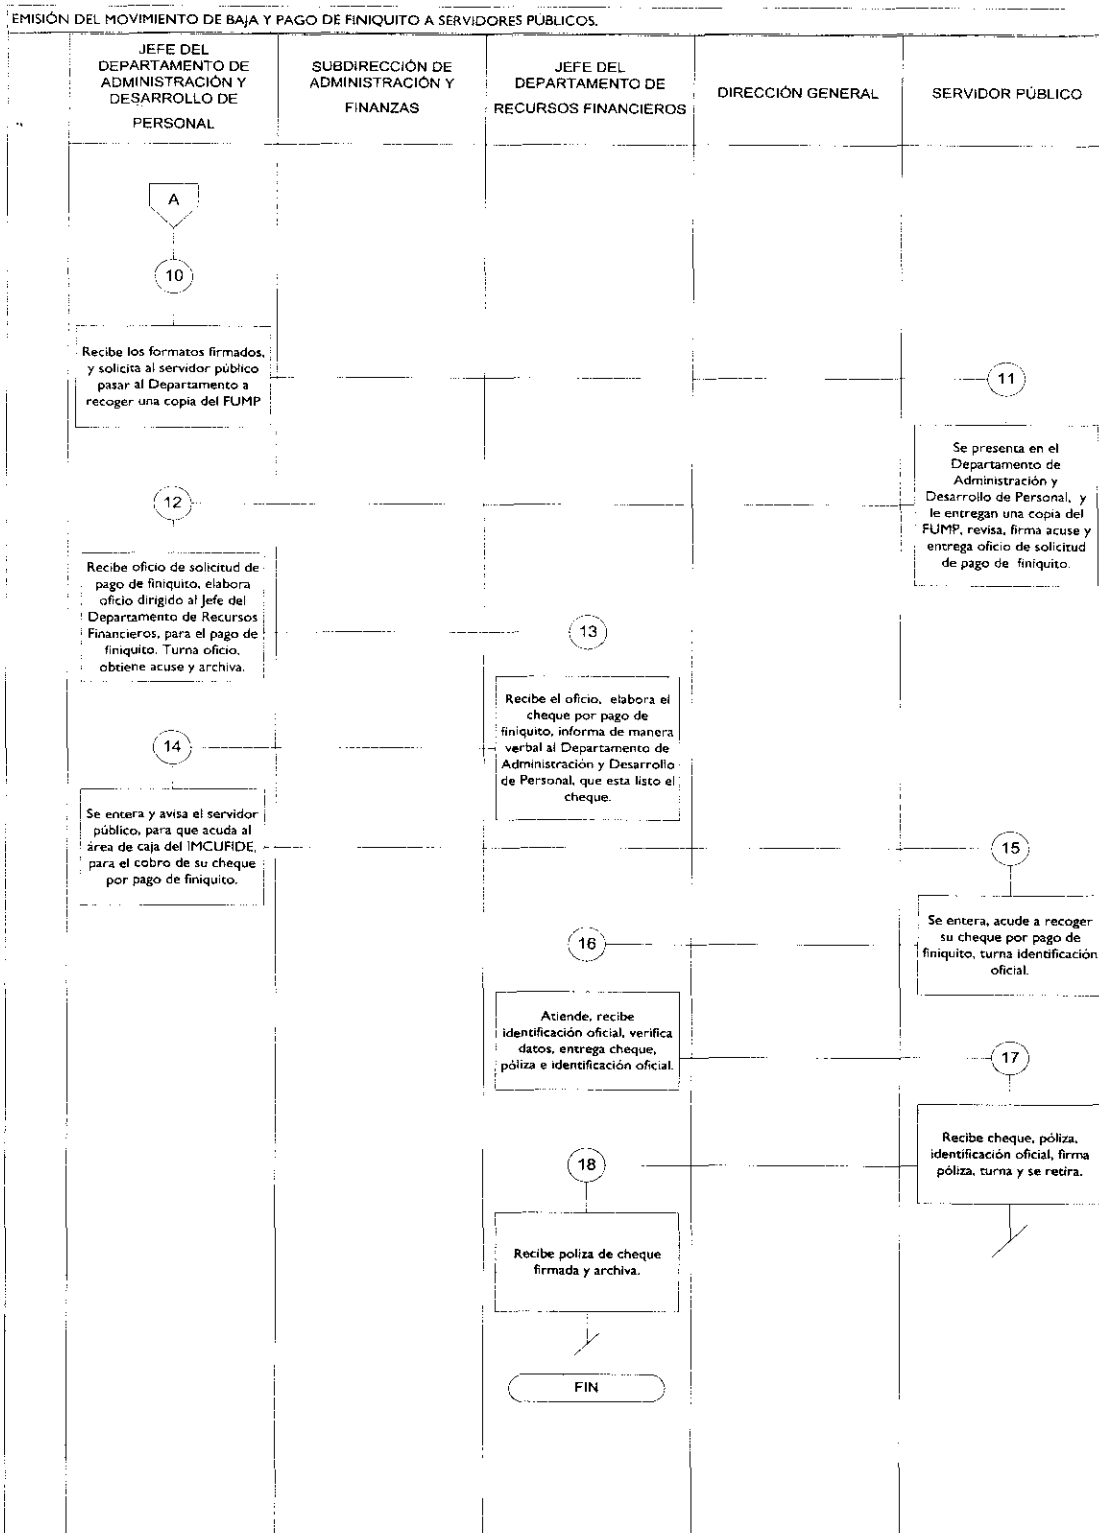 EMISIÓN DEL MOVIMIENTO DE BAJA Y PAGO DE FINIQUITO A SERVIDORES PÚBLICOS.
JEFE DEL
DEPARTAMENTO DE
ADMINISTRACIÓN Y
DESARROLLO DE
PERSONAL
SUBDIRECCIÓN DE
ADMINISTRACIÓN Y
FINANZAS
JEFE DEL
DEPARTAMENTO DE
RECURSOS FINANCIEROS
DIRECCIÓN GENERAL
SERVIDOR PÚBLICO
A
10
Recibe los formatos firmados,
y solicita al servidor público
pasar al Departamento a
recoger una copia del FUMP
11
Se presenta en el
Departamento de
Administración y
Desarrollo de Personal, y
le entregan una copia del
FUMP, revisa, firma acuse y
entrega oficio de solicitud
de pago de finiquito.
12
Recibe oficio de solicitud de
pago de finiquito, elabora
oficio dirigido al Jefe del
Departamento de Recursos
Financieros, para el pago de
finiquito. Turna oficio,
obtiene acuse y archiva.
13
Recibe el oficio, elabora el
cheque por pago de
finiquito, informa de manera
verbal al Departamento de
Administración y Desarrollo
de Personal, que esta listo el
cheque.
14
Se entera y avisa el servidor
público, para que acuda al
área de caja del IMCUFIDE,
para el cobro de su cheque
por pago de finiquito.
15
Se entera, acude a recoger
su cheque por pago de
finiquito, turna identificación
oficial.
16
Atiende, recibe
identificación oficial, verifica
datos, entrega cheque,
póliza e identificación oficial.
17
Recibe cheque, póliza,
identificación oficial, firma
póliza, turna y se retira.
18
Recibe poliza de cheque
firmada y archiva.
FIN